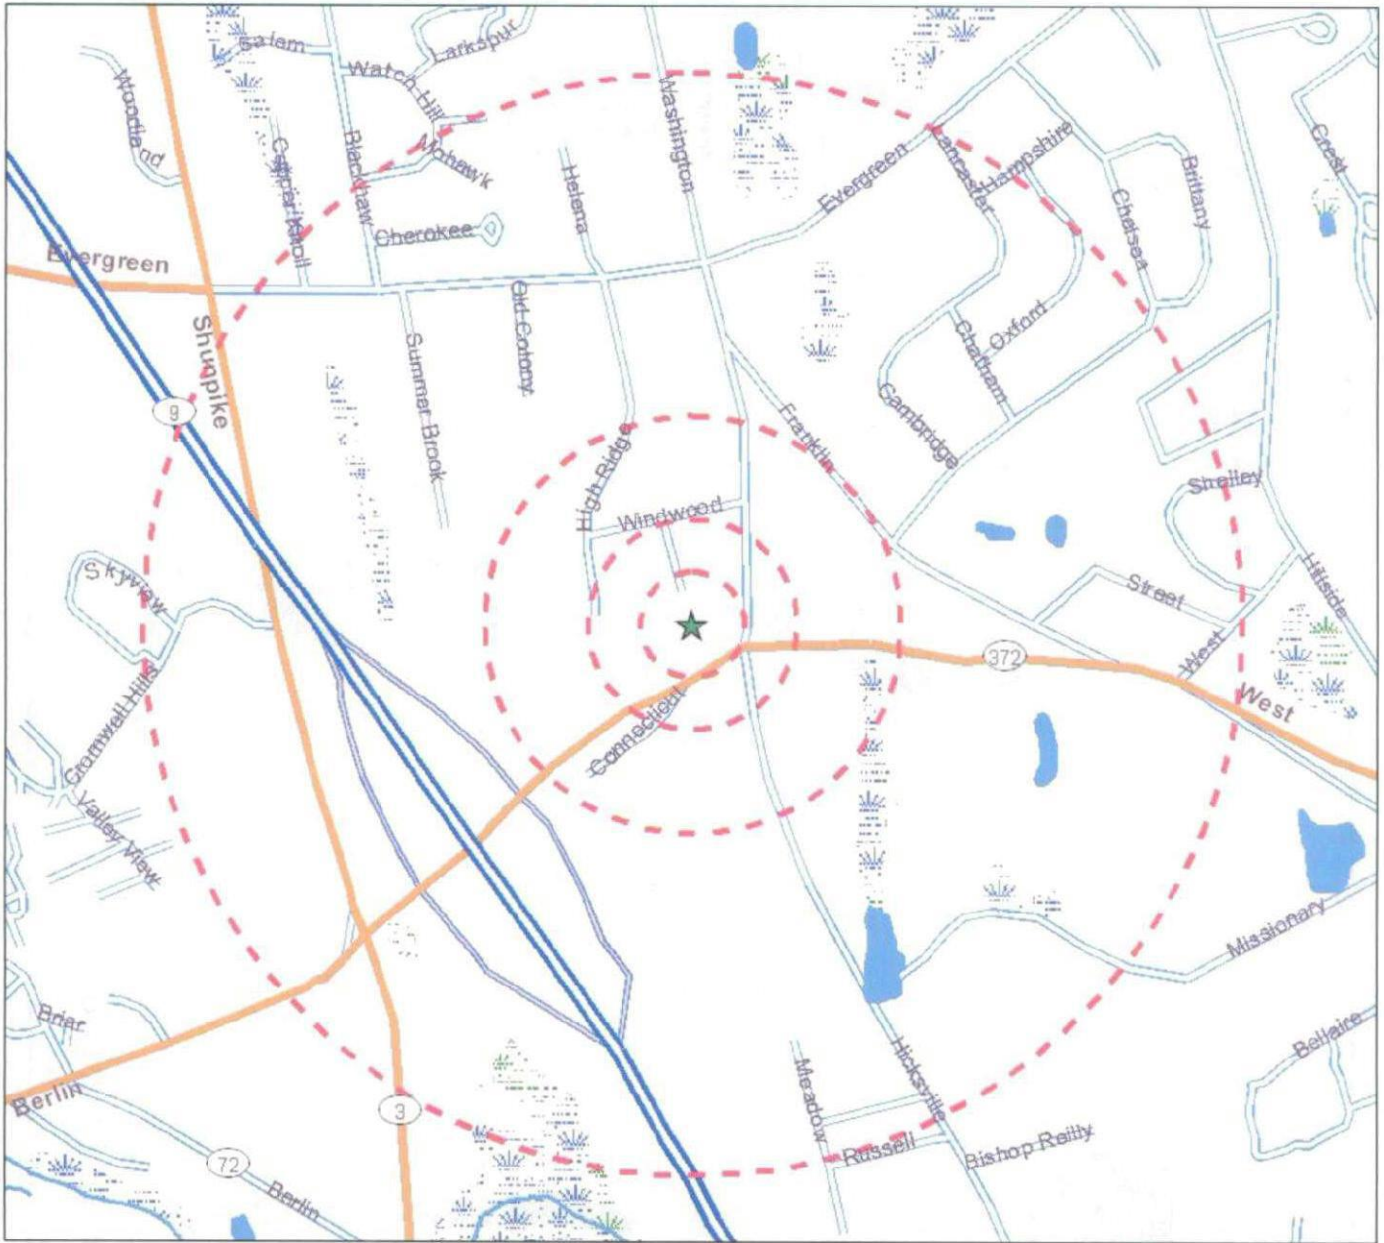 Salem
Larkspur
Watch Hill
Woodland
Washington
Blackhaw
Mohawk
Copper Knoll
Helena
Evergreen
Lancaster
Hampshire
Crest
Brittany
Chelsea
Cherokee
Evergreen
Old Colony
Shunpike
Summer Brook
Chatham
Oxford
9
Cambridge
Franklin
High Ridge
Windwood
Shelley
Skyview
Street
Hillside
372
West
West
Cromwell Hills
Connecticut
Valley View
Missionary
Briar
Bellaire
Berlin
Meadow
Hicksville
3
Russell
Bishop Reilly
72
Berlin